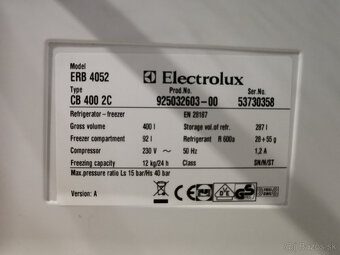 Model
ERB 4052
Electrolux
Type Prod.No. Ser.No.
CB 400 2C 925032603-00 53730358
Refrigerator - freezer EN 28187
Gross volume 400 l Storage vol.of refr. 287 l
Freezer compartment 92 l Refrigerant R 600a 28 + 55 g
Compressor 230 V ~ 50 Hz 1,2 A
Freezing capacity 12 kg/24 h Class SN/N/ST
Max.pressure ratio Ls 15 bar/Hs 40 bar
Version: A
bazos.sk